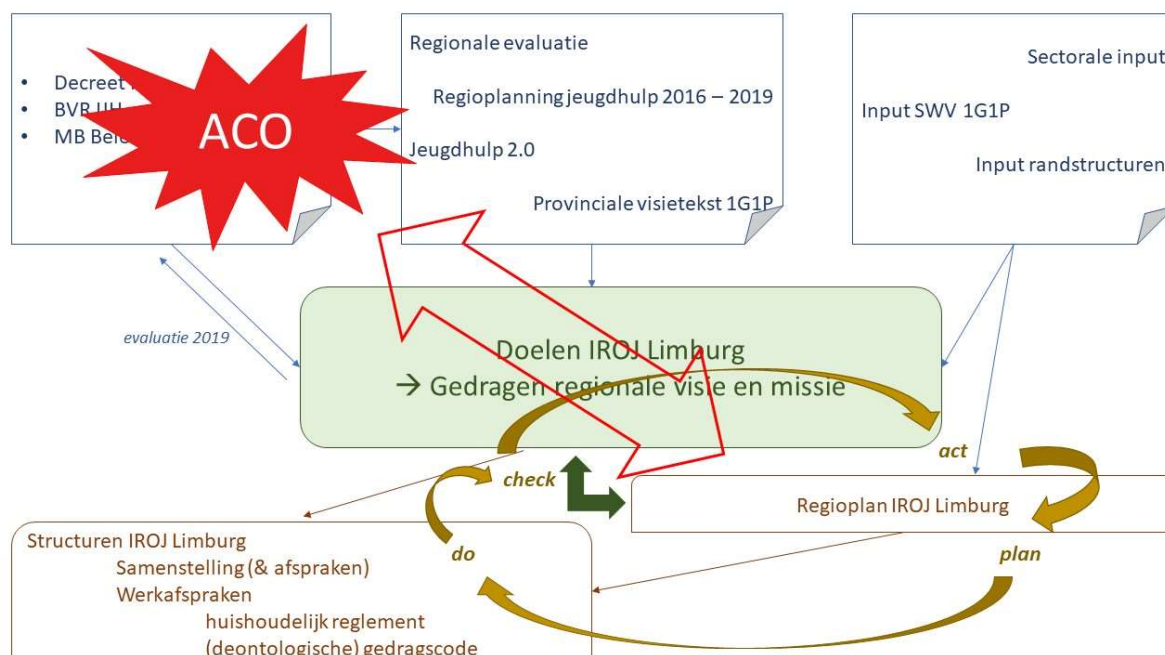 • Decreet
• BVR IJH
• MB
ACO
Regionale evaluatie
Regioplanning jeugdhulp 2016 – 2019
Jeugdhulp 2.0
Provinciale visietekst 1G1P
Sectorale input
Input SWV 1G1P
Input randstructuren
evaluatie 2019
Doelen IROJ Limburg
→ Gedragen regionale visie en missie
act
check
Regioplan IROJ Limburg
Structuren IROJ Limburg
Samenstelling (& afspraken)
do
plan
Werkafspraken
huishoudelijk reglement
(deontologische) gedragscode